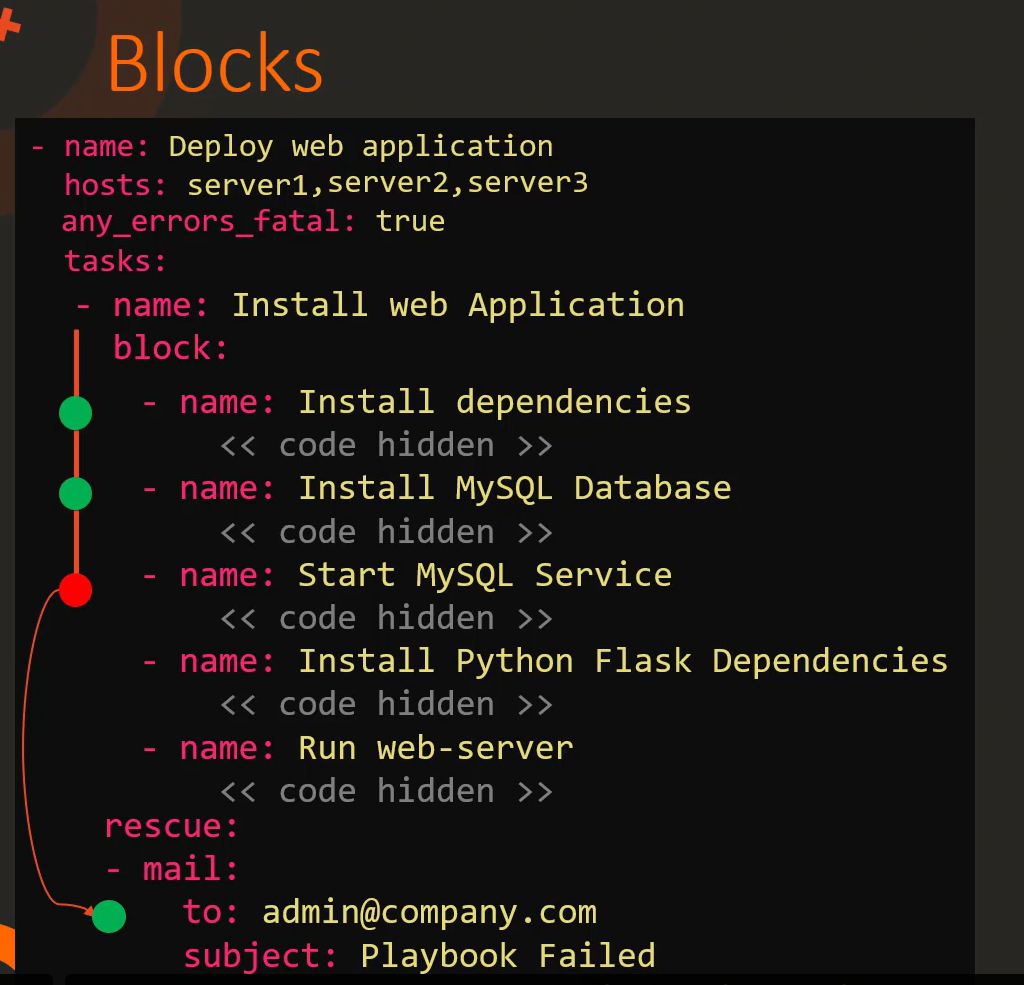 Blocks
- name: Deploy web application
hosts: server1,server2,server3
any_errors_fatal: true
tasks:
- name: Install web Application
block:
- name: Install dependencies
<< code hidden >>
- name: Install MySQL Database
<< code hidden >>
- name: Start MySQL Service
<< code hidden >>
- name: Install Python Flask Dependencies
<< code hidden >>
- name: Run web-server
<< code hidden >>
rescue:
- mail:
to: admin@company.com
subject: Playbook Failed